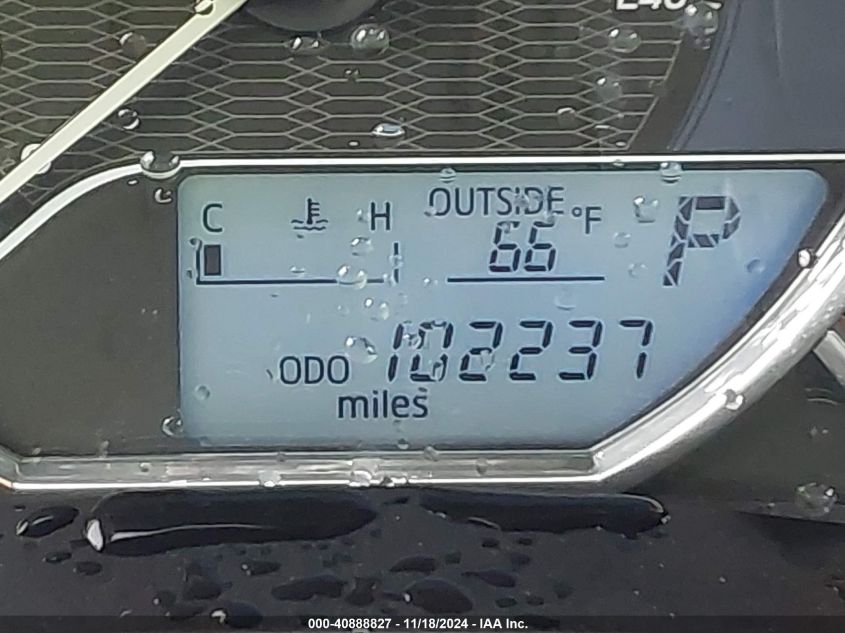 C H OUTSIDE °F P
66
ODO 102237
miles
000-40888827 - 11/18/2024 - IAA Inc.